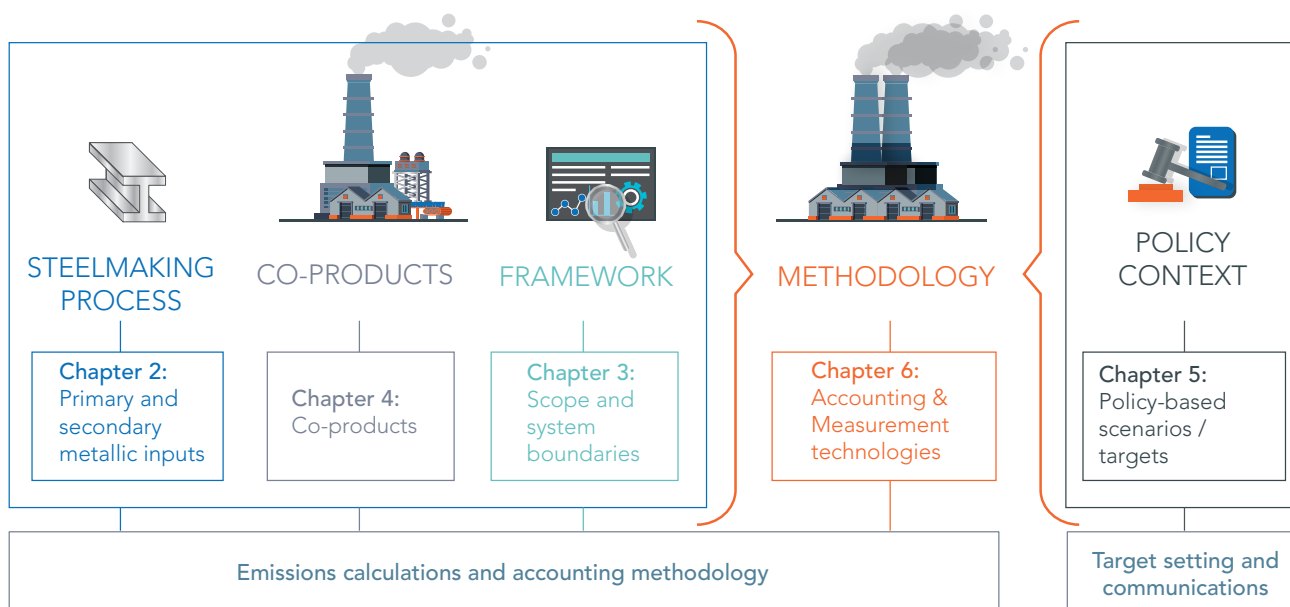 STEELMAKING
PROCESS
CO-PRODUCTS
FRAMEWORK
METHODOLOGY
POLICY
CONTEXT
Chapter 2:
Primary and
secondary
metallic inputs
Chapter 4:
Co-products
Chapter 3:
Scope and
system
boundaries
Chapter 6:
Accounting &
Measurement
technologies
Chapter 5:
Policy-based
scenarios /
targets
Emissions calculations and accounting methodology
Target setting and
communications